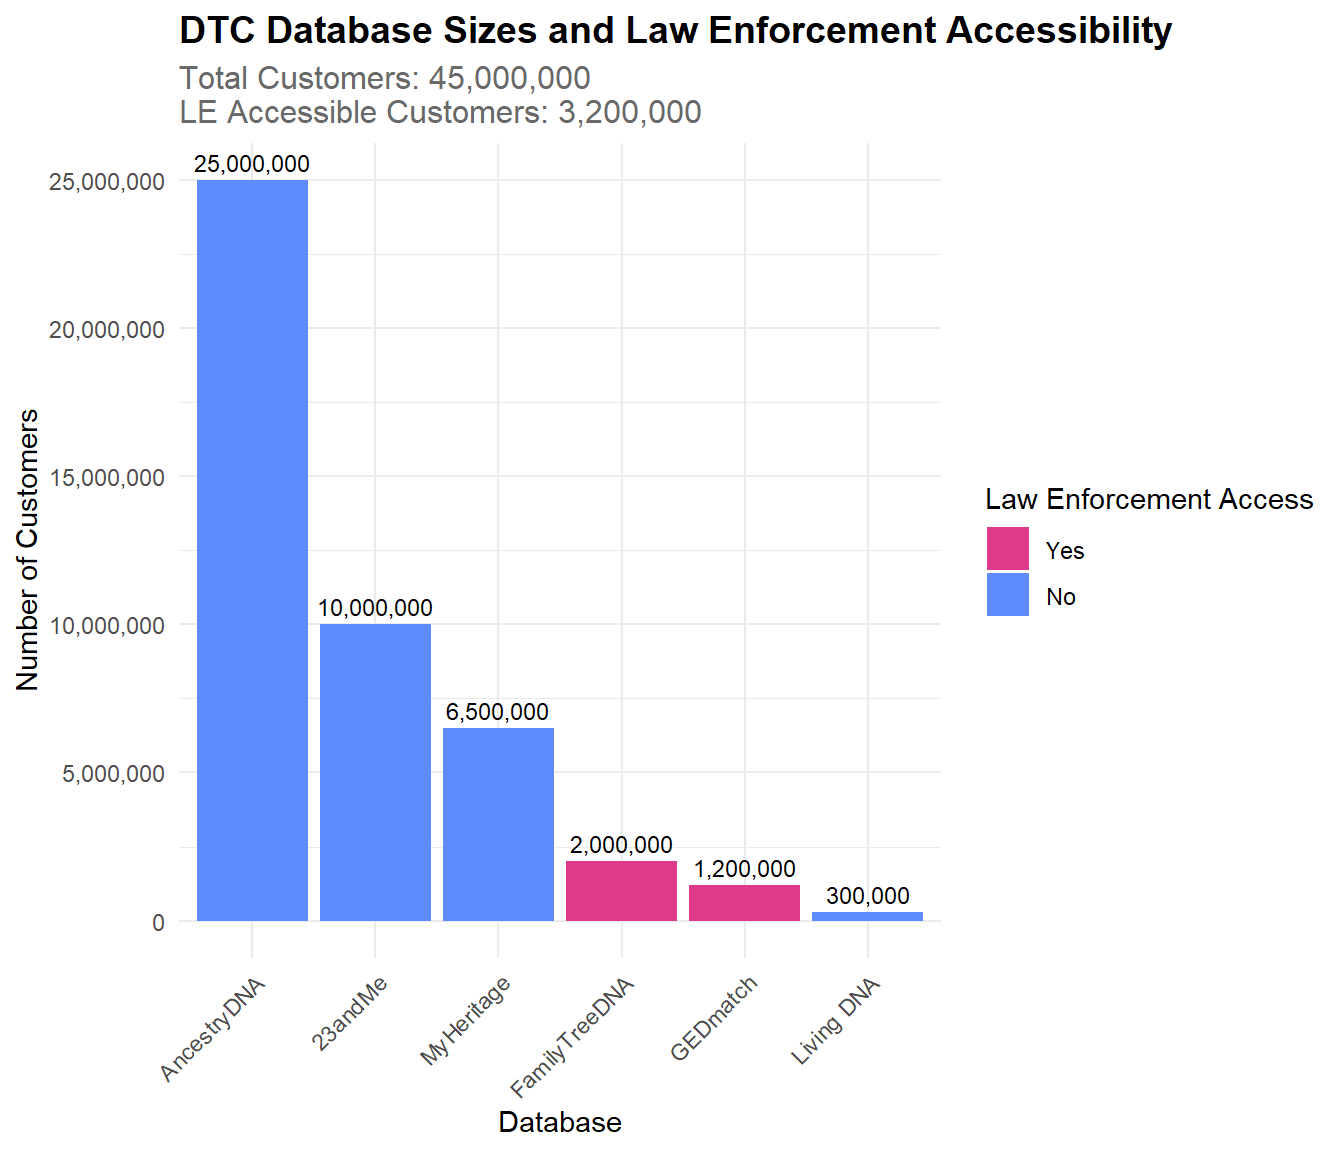 DTC Database Sizes and Law Enforcement Accessibility
Total Customers: 45,000,000
LE Accessible Customers: 3,200,000
Number of Customers
25,000,000
20,000,000
15,000,000
10,000,000
5,000,000
0
25,000,000
10,000,000
6,500,000
2,000,000
1,200,000
300,000
AncestryDNA
23andMe
MyHeritage
FamilyTreeDNA
GEDmatch
Living DNA
Database
Law Enforcement Access
Yes
No